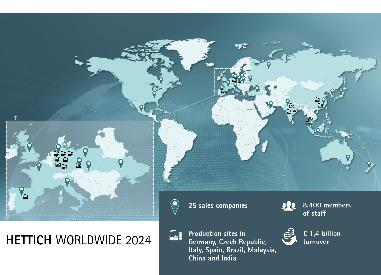 HETTICH WORLDWIDE 2024
25 sales companies
Production sites in
Germany, Czech Republic,
Italy, Spain, Brazil, Malaysia,
China and India
8.400 members
of staff
€ 1,4 billion
turnover